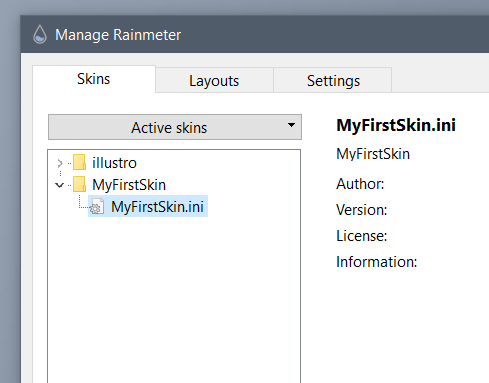 Manage Rainmeter
Skins
Layouts
Settings
Active skins
illustro
MyFirstSkin
MyFirstSkin.ini
MyFirstSkin.ini
MyFirstSkin
Author:
Version:
License:
Information: